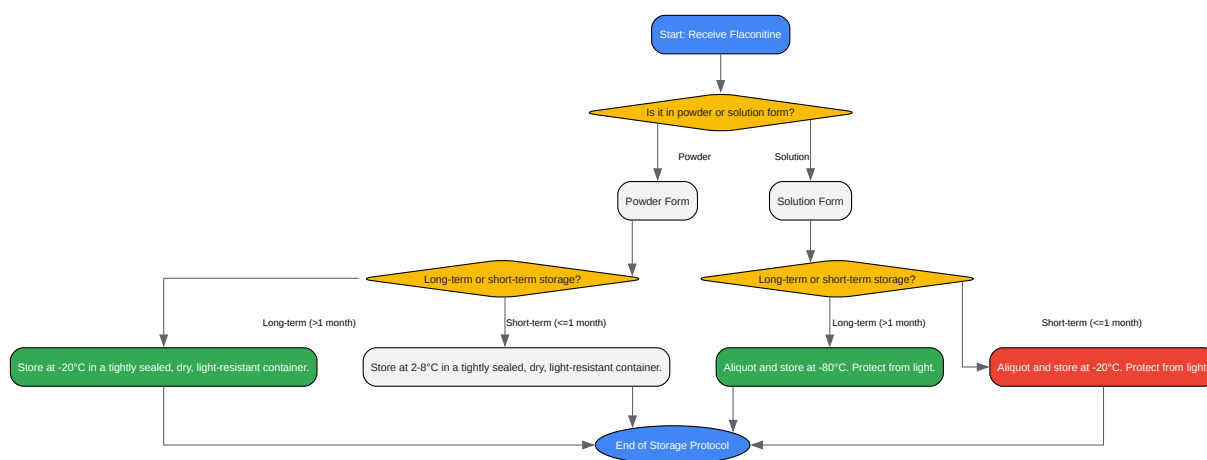 Start: Receive Flaconitine
Is it in powder or solution form?
Powder
Solution
Powder Form
Solution Form
Long-term or short-term storage?
Long-term or short-term storage?
Long-term (>1 month)
Short-term (<=1 month)
Long-term (>1 month)
Short-term (<=1 month)
Store at -20°C in a tightly sealed, dry, light-resistant container.
Store at 2-8°C in a tightly sealed, dry, light-resistant container.
Aliquot and store at -80°C. Protect from light.
Aliquot and store at -20°C. Protect from light
End of Storage Protocol